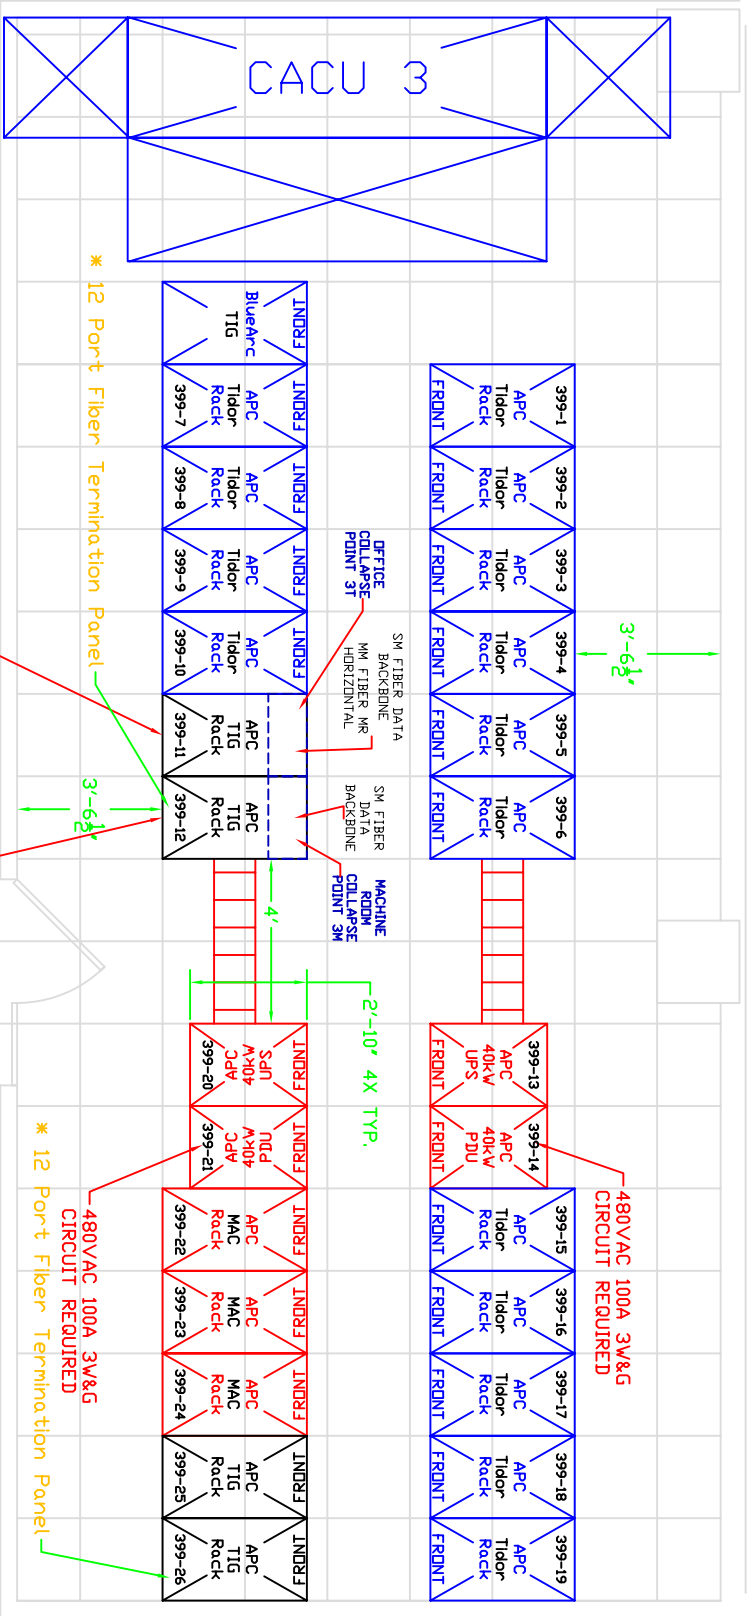 CACU 3
* 12 Port Fiber Termination Panel
BlueArc
TIG
FRONT
APC
Tidor
Rack
399-7
FRONT
APC
Tidor
Rack
399-8
FRONT
APC
Tidor
Rack
399-9
FRONT
APC
Tidor
Rack
399-10
FRONT
APC
TIG
Rack
399-11
APC
TIG
Rack
399-12
399-1
APC
Tidor
Rack
FRONT
399-2
APC
Tidor
Rack
FRONT
399-3
APC
Tidor
Rack
FRONT
399-4
APC
Tidor
Rack
FRONT
399-5
APC
Tidor
Rack
FRONT
399-6
APC
Tidor
Rack
FRONT
OFFICE
COLLAPSE
POINT 3T
SM FIBER DATA
BACKBONE
MM FIBER MR
HORIZONTAL
SM FIBER
DATA
BACKBONE
MACHINE
ROOM
COLLAPSE
POINT 3M
3'-6½"
3'-6½"
4'
2'-10" 4X TYP.
399-13
APC
40kW
UPS
FRONT
399-14
APC
40kW
PDU
FRONT
399-15
APC
Tidor
Rack
FRONT
399-16
APC
Tidor
Rack
FRONT
399-17
APC
Tidor
Rack
FRONT
399-18
APC
Tidor
Rack
FRONT
399-19
APC
Tidor
Rack
FRONT
480VAC 100A 3W&G
CIRCUIT REQUIRED
FRONT
UPS
40kW
APC
399-20
FRONT
PDU
40kW
APC
399-21
FRONT
APC
MAC
Rack
399-22
FRONT
APC
MAC
Rack
399-23
FRONT
APC
MAC
Rack
399-24
FRONT
APC
TIG
Rack
399-25
FRONT
APC
TIG
Rack
399-26
480VAC 100A 3W&G
CIRCUIT REQUIRED
* 12 Port Fiber Termination Panel